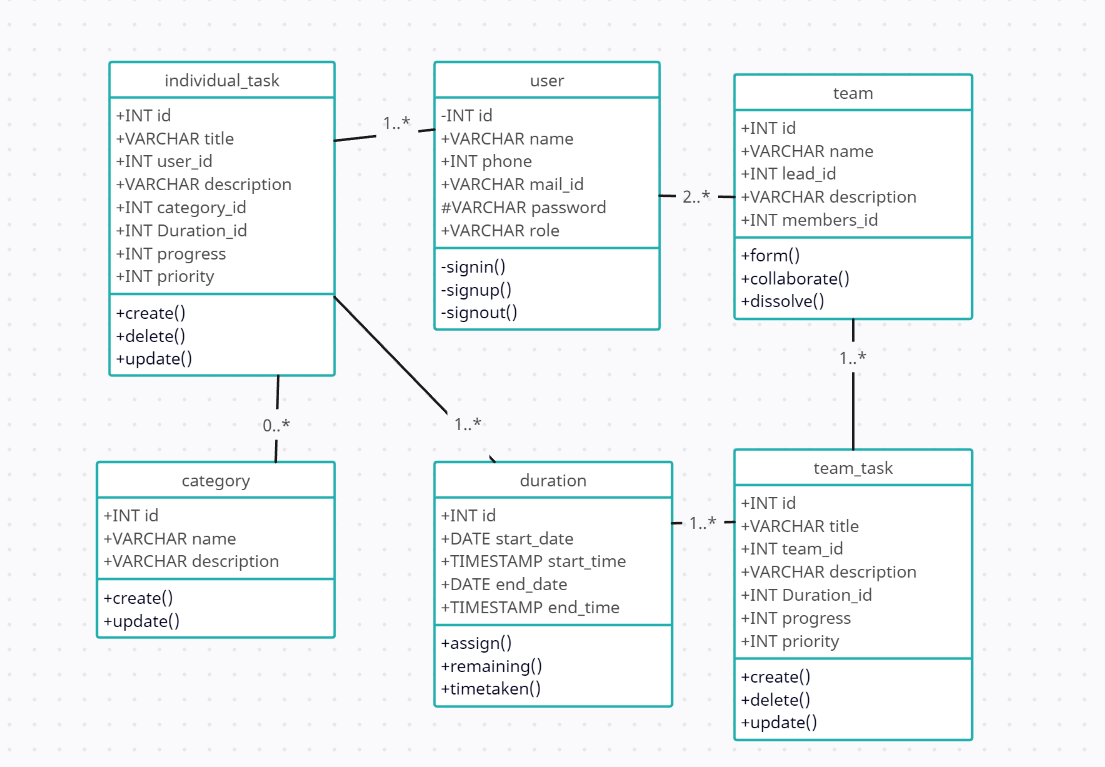 individual_task
+INT id
+VARCHAR title
+INT user_id
+VARCHAR description
+INT category_id
+INT Duration_id
+INT progress
+INT priority
+create()
+delete()
+update()
1..*
user
-INT id
+VARCHAR name
+INT phone
+VARCHAR mail_id
#VARCHAR password
+VARCHAR role
-signin()
-signup()
-signout()
2..*
team
+INT id
+VARCHAR name
+INT lead_id
+VARCHAR description
+INT members_id
+form()
+collaborate()
+dissolve()
0..*
1..*
1..*
category
+INT id
+VARCHAR name
+VARCHAR description
+create()
+update()
duration
+INT id
+DATE start_date
+TIMESTAMP start_time
+DATE end_date
+TIMESTAMP end_time
+assign()
+remaining()
+timetaken()
1..*
team_task
+INT id
+VARCHAR title
+INT team_id
+VARCHAR description
+INT Duration_id
+INT progress
+INT priority
+create()
+delete()
+update()